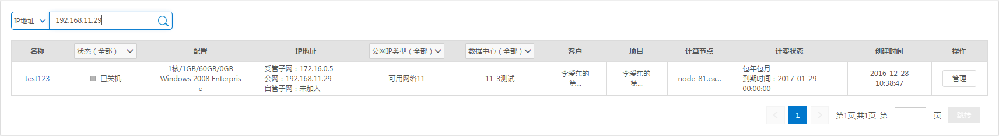 IP地址 192.168.11.29
名称 状态（全部） 配置 IP地址 公网IP类型（全部） 数据中心（全部） 客户 项目 计算节点 计费状态 创建时间 操作
test123
已关机
1核/1GB/60GB/0GB
Windows 2008 Enterpris
e
受管子网：172.16.0.5
公网：192.168.11.29
自管子网：未加入
可用网络11
11_3测试
李爱东的
第...
李爱东的
第...
node-81.ea...
包年包月
到期时间：2017-01-29
00:00:00
2016-12-28
10:38:47
管理
1 第1页,共1页 第 页 跳转